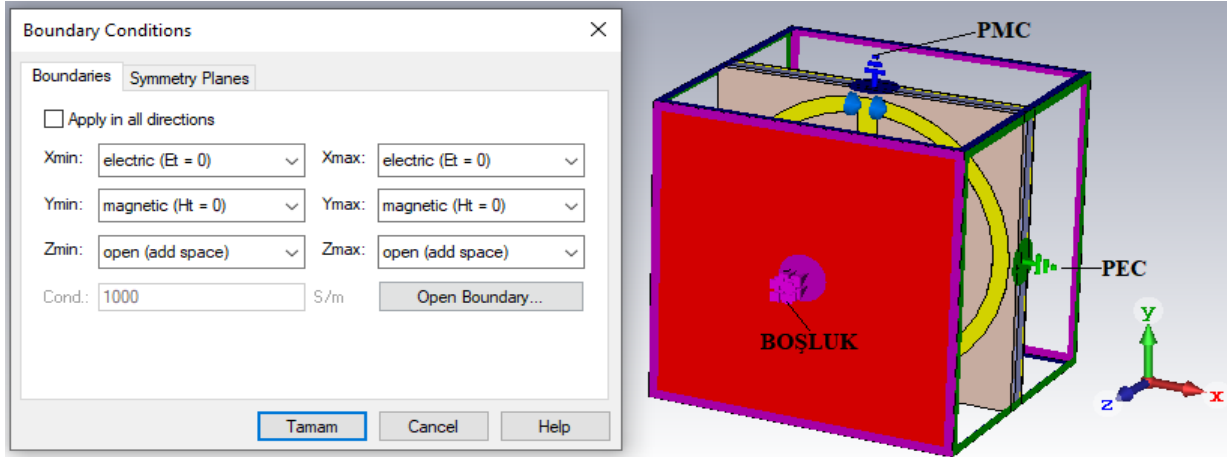 Boundary Conditions
Boundaries Symmetry Planes
Apply in all directions
Xmin: electric (Et = 0) Xmax: electric (Et = 0)
Ymin: magnetic (Ht = 0) Ymax: magnetic (Ht = 0)
Zmin: open (add space) Zmax: open (add space)
Cond.: 1000 S/m Open Boundary...
Tamam Cancel Help
PMC
PEC
BOŞLUK
y
z
x